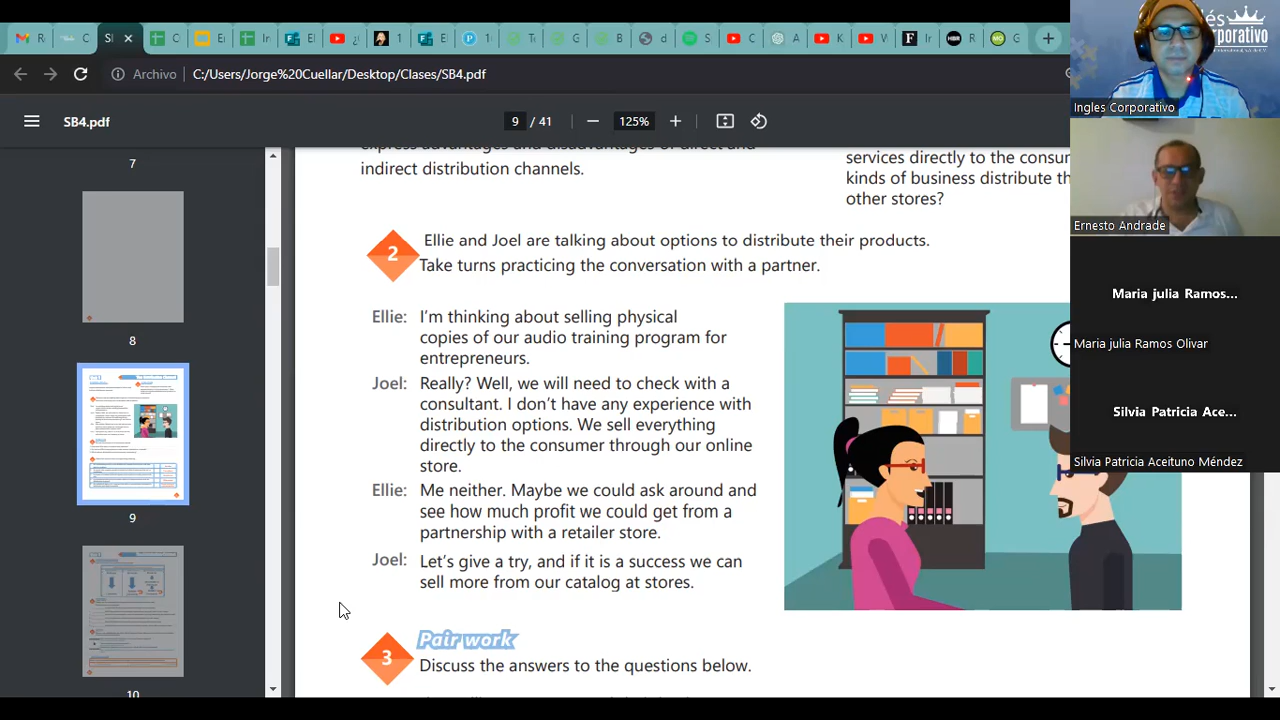 Archivo C:/Users/Jorge%20Cuellar/Desktop/Clases/SB4.pdf
SB4.pdf
9 / 41
125%
7
8
9
10
indirect distribution channels.
services directly to the consu
kinds of business distribute th
other stores?
2
Ellie and Joel are talking about options to distribute their products.
Take turns practicing the conversation with a partner.
Ellie: I'm thinking about selling physical
copies of our audio training program for
entrepreneurs.
Joel: Really? Well, we will need to check with a
consultant. I don't have any experience with
distribution options. We sell everything
directly to the consumer through our online
store.
Ellie: Me neither. Maybe we could ask around and
see how much profit we could get from a
partnership with a retailer store.
Joel: Let's give a try, and if it is a success we can
sell more from our catalog at stores.
3
Pair work
Discuss the answers to the questions below.
és
Corporativo
Ingles Corporativo
Ernesto Andrade
Maria julia Ramos...
Maria julia Ramos Olivar
Silvia Patricia Ace...
Silvia Patricia Aceituno Méndez